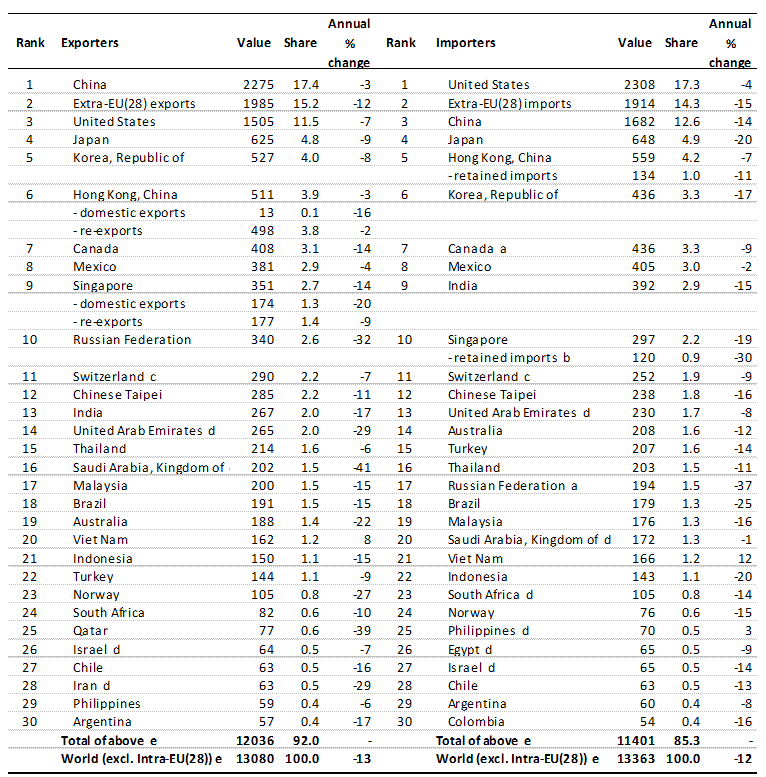 Annual Annual
Rank Exporters Value Share % Rank Importers Value Share %
change change
1 China 2275 17.4 -3 1 United States 2308 17.3 -4
2 Extra-EU(28) exports 1985 15.2 -12 2 Extra-EU(28) imports 1914 14.3 -15
3 United States 1505 11.5 -7 3 China 1682 12.6 -14
4 Japan 625 4.8 -9 4 Japan 648 4.9 -20
5 Korea, Republic of 527 4.0 -8 5 Hong Kong, China 559 4.2 -7
- retained imports 134 1.0 -11
6 Hong Kong, China 511 3.9 -3 6 Korea, Republic of 436 3.3 -17
- domestic exports 13 0.1 -16
- re-exports 498 3.8 -2
7 Canada 408 3.1 -14 7 Canada a 436 3.3 -9
8 Mexico 381 2.9 -4 8 Mexico 405 3.0 -2
9 Singapore 351 2.7 -14 9 India 392 2.9 -15
- domestic exports 174 1.3 -20
- re-exports 177 1.4 -9
10 Russian Federation 340 2.6 -32 10 Singapore 297 2.2 -19
- retained imports b 120 0.9 -30
11 Switzerland c 290 2.2 -7 11 Switzerland c 252 1.9 -9
12 Chinese Taipei 285 2.2 -11 12 Chinese Taipei 238 1.8 -16
13 India 267 2.0 -17 13 United Arab Emirates d 230 1.7 -8
14 United Arab Emirates d 265 2.0 -29 14 Australia 208 1.6 -12
15 Thailand 214 1.6 -6 15 Turkey 207 1.6 -14
16 Saudi Arabia, Kingdom of 202 1.5 -41 16 Thailand 203 1.5 -11
17 Malaysia 200 1.5 -15 17 Russian Federation a 194 1.5 -37
18 Brazil 191 1.5 -15 18 Brazil 179 1.3 -25
19 Australia 188 1.4 -22 19 Malaysia 176 1.3 -16
20 Viet Nam 162 1.2 8 20 Saudi Arabia, Kingdom of d 172 1.3 -1
21 Indonesia 150 1.1 -15 21 Viet Nam 166 1.2 12
22 Turkey 144 1.1 -9 22 Indonesia 143 1.1 -20
23 Norway 105 0.8 -27 23 South Africa d 105 0.8 -14
24 South Africa 82 0.6 -10 24 Norway 76 0.6 -15
25 Qatar 77 0.6 -39 25 Philippines d 70 0.5 3
26 Israel d 64 0.5 -7 26 Egypt d 65 0.5 -9
27 Chile 63 0.5 -16 27 Israel d 65 0.5 -14
28 Iran d 63 0.5 -29 28 Chile 63 0.5 -13
29 Philippines 59 0.4 -6 29 Argentina 60 0.4 -8
30 Argentina 57 0.4 -17 30 Colombia 54 0.4 -16
Total of above e 12036 92.0 - Total of above e 11401 85.3 -
World (excl. Intra-EU(28)) e 13080 100.0 -13 World (excl. Intra-EU(28)) e 13363 100.0 -12